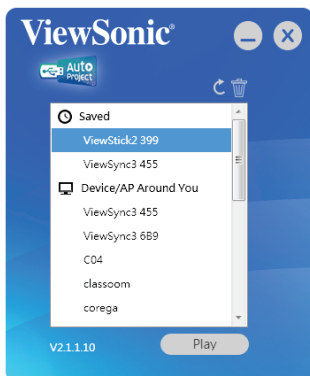 ViewSonic®
Auto
Project
Saved
ViewStick2 399
ViewSync3 455
Device/AP Around You
ViewSync3 455
ViewSync3 6B9
C04
classoom
corega
V2.1.1.10
Play